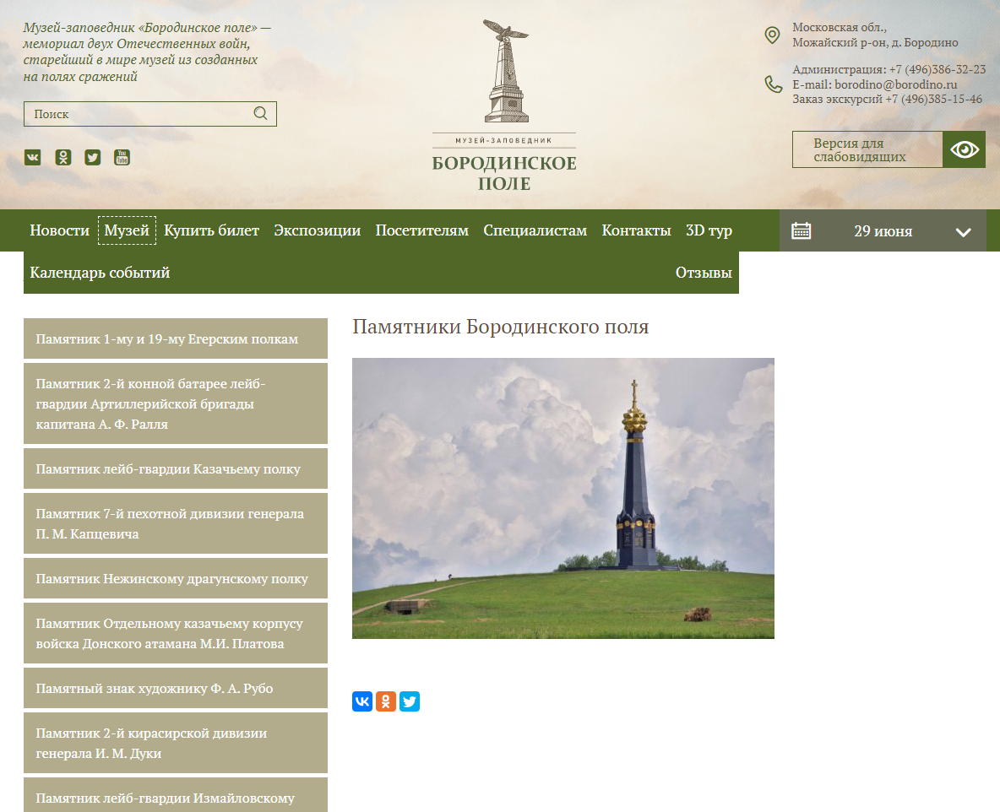 Музей-заповедник «Бородинское поле» —
мемориал двух Отечественных войн,
старейший в мире музей из созданных
на полях сражений
Поиск
You
Tube
МУЗЕЙ-ЗАПОВЕДНИК
БОРОДИНСКОЕ
ПОЛЕ
Московская обл.,
Можайский р-он, д. Бородино
Администрация: +7 (496)386-32-23
E-mail: borodino@borodino.ru
Заказ экскурсий +7 (496)385-15-46
Версия для
слабовидящих
Новости Музей Купить билет Экспозиции Посетителям Специалистам Контакты 3D тур
29 июня
Календарь событий Отзывы
Памятник 1-му и 19-му Егерским полкам
Памятник 2-й конной батарее лейб-
гвардии Артиллерийской бригады
капитана А. Ф. Ралля
Памятник лейб-гвардии Казачьему полку
Памятник 7-й пехотной дивизии генерала
П. М. Капцевича
Памятник Нежинскому драгунскому полку
Памятник Отдельному казачьему корпусу
войска Донского атамана М.И. Платова
Памятный знак художнику Ф. А. Рубо
Памятник 2-й кирасирской дивизии
генерала И. М. Дуки
Памятник лейб-гвардии Измайловскому
Памятники Бородинского поля